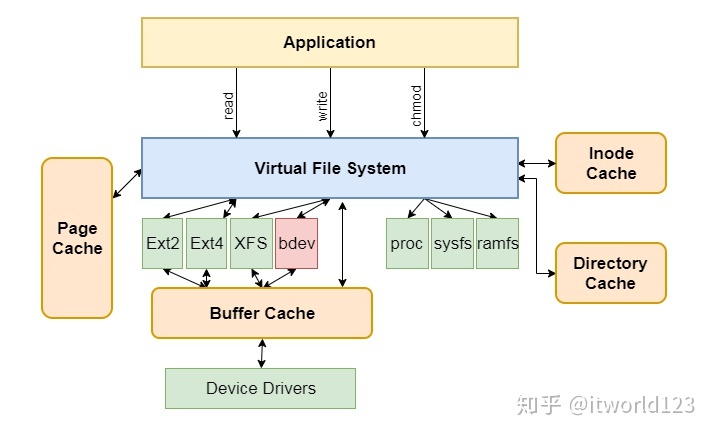 Application
read
write
chmod
Virtual File System
Inode
Cache
Page
Cache
Ext2
Ext4
XFS
bdev
proc
sysfs
ramfs
Directory
Cache
Buffer Cache
Device Drivers
知乎 @itworld123